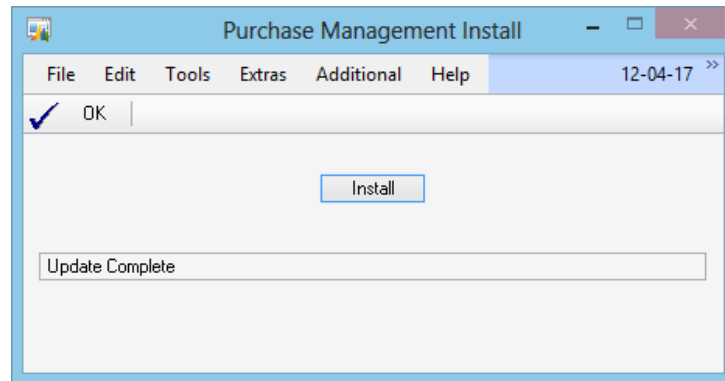 Purchase Management Install
File Edit Tools Extras Additional Help 12-04-17 »
OK
Install
Update Complete